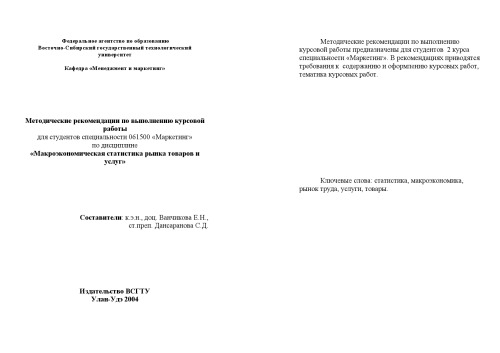 Федеральное агентство по образованию
Восточно-Сибирский государственный технологический
университет
Кафедра «Менеджмент и маркетинг»
Методические рекомендации по выполнению курсовой
работы
для студентов специальности 061500 «Маркетинг»
по дисциплине
«Макроэкономическая статистика рынка товаров и
услуг»
Составители: к.э.н., доц. Ванчикова Е.Н.,
ст.преп. Дансаранова С.Д.
Издательство ВСГТУ
Улан-Удэ 2004
Методические рекомендации по выполнению
курсовой работы предназначены для студентов 2 курса
специальности «Маркетинг». В рекомендациях приводятся
требования к содержанию и оформлению курсовых работ,
тематика курсовых работ.
Ключевые слова: статистика, макроэкономика,
рынок труда, услуги, товары.